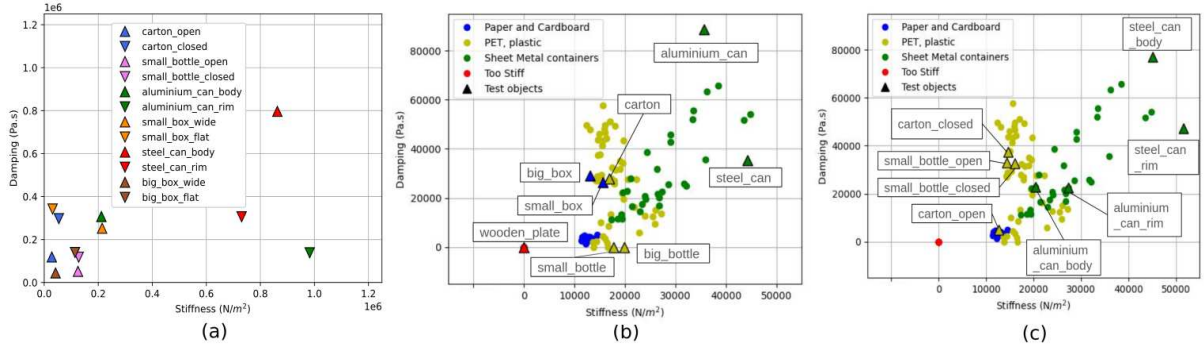 1e6
1.2
1.0
0.8
0.6
0.4
0.2
0.0
Damping (Pa.s)
carton_open
carton_closed
small_bottle_open
small_bottle_closed
aluminium_can_body
aluminium_can_rim
small_box_wide
small_box_flat
steel_can_body
steel_can_rim
big_box_wide
big_box_flat
0.0 0.2 0.4 0.6 0.8 1.0 1.2
1e6
Stiffness (N/m²)
(a)
80000
60000
40000
20000
0
Damping (Pa.s)
Paper and Cardboard
PET, plastic
Sheet Metal containers
Too Stiff
Test objects
aluminium_can
carton
big_box
steel_can
small_box
wooden_plate
big_bottle
small_bottle
-10000 0 10000 20000 30000 40000 50000
Stiffness (N/m²)
(b)
80000
60000
40000
20000
0
Damping (Pa.s)
Paper and Cardboard
PET, plastic
Sheet Metal containers
Too Stiff
Test objects
steel_can
_body
carton_closed
small_bottle_open
small_bottle_closed
steel_can
_rim
carton_open
aluminium
_can_rim
aluminium
_can_body
-10000 0 10000 20000 30000 40000 50000
Stiffness (N/m²)
(c)